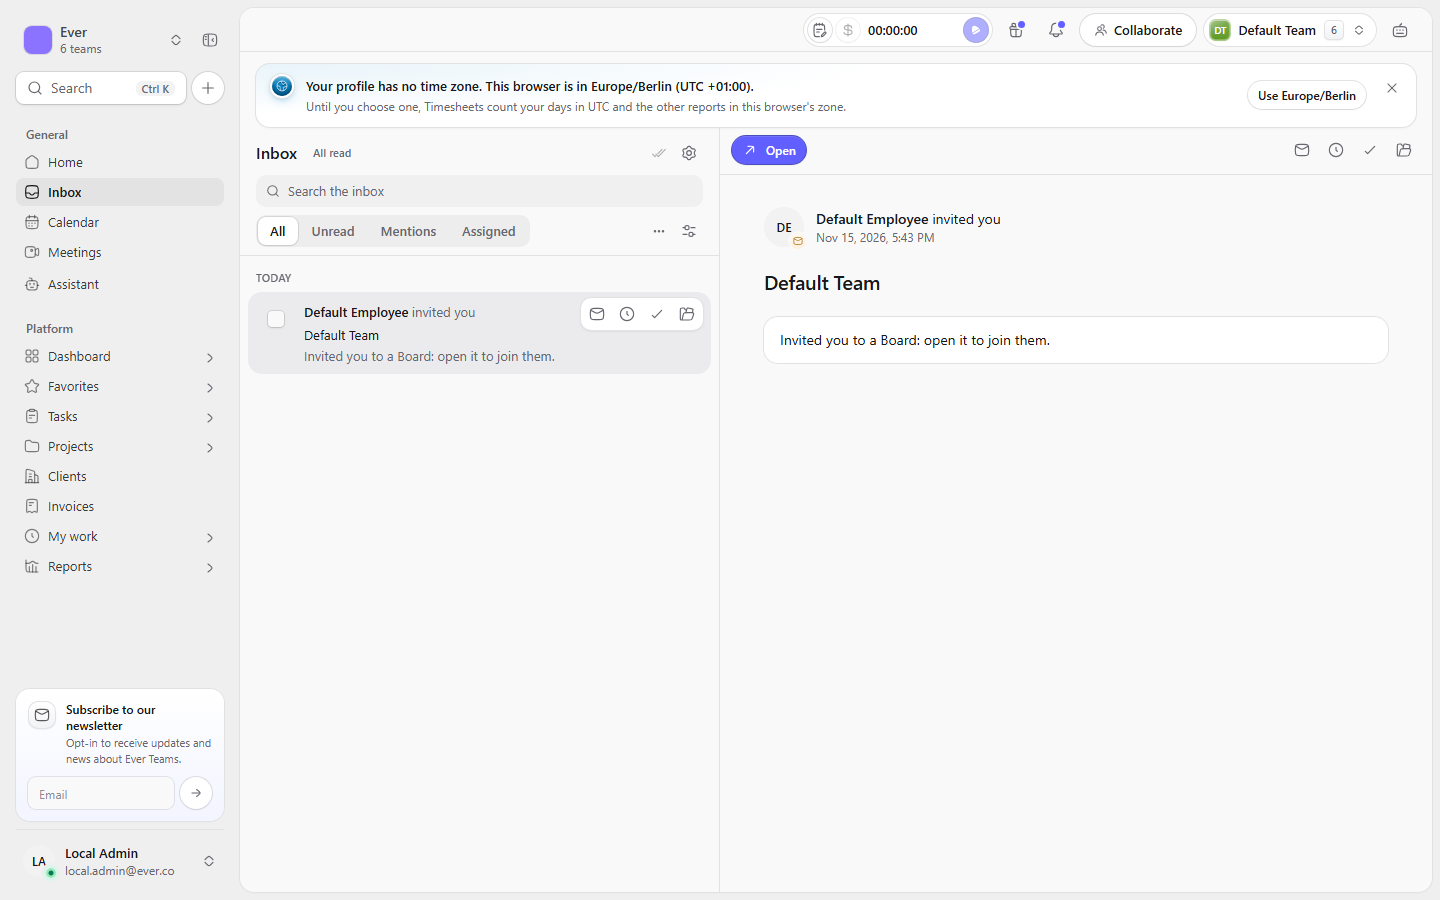 Ever
6 teams
Search
Ctrl K
General
Home
Inbox
Calendar
Meetings
Assistant
Platform
Dashboard
Favorites
Tasks
Projects
Clients
Invoices
My work
Reports
Subscribe to our
newsletter
Opt-in to receive updates and
news about Ever Teams.
Email
LA
Local Admin
local.admin@ever.co
00:00:00
Collaborate
DT
Default Team
6
Your profile has no time zone. This browser is in Europe/Berlin (UTC +01:00).
Until you choose one, Timesheets count your days in UTC and the other reports in this browser's zone.
Use Europe/Berlin
Inbox
All read
Search the inbox
All
Unread
Mentions
Assigned
TODAY
Default Employee invited you
Default Team
Invited you to a Board: open it to join them.
Open
DE
Default Employee invited you
Nov 15, 2026, 5:43 PM
Default Team
Invited you to a Board: open it to join them.